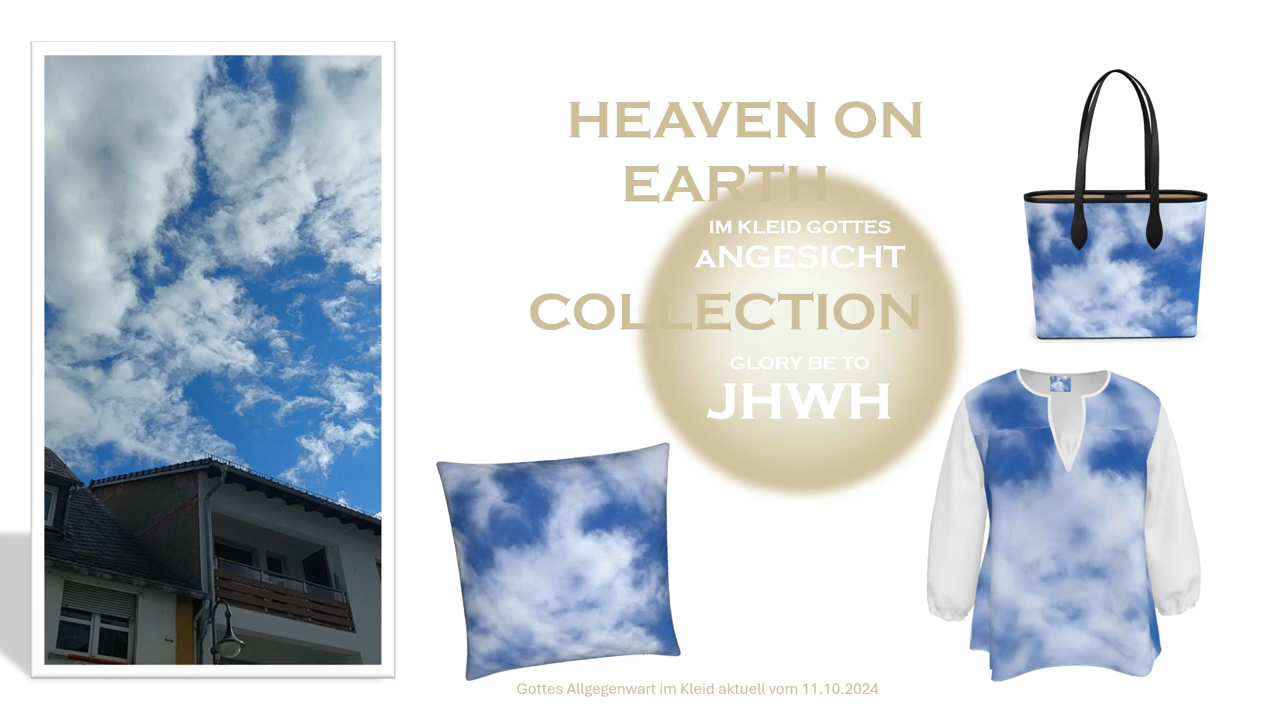 HEAVEN ON
EARTH
IM KLEID GOTTES
ANGESICHT
COLLECTION
GLORY BE TO
JHWH
Gottes Allgegenwart im Kleid aktuell vom 11.10.2024